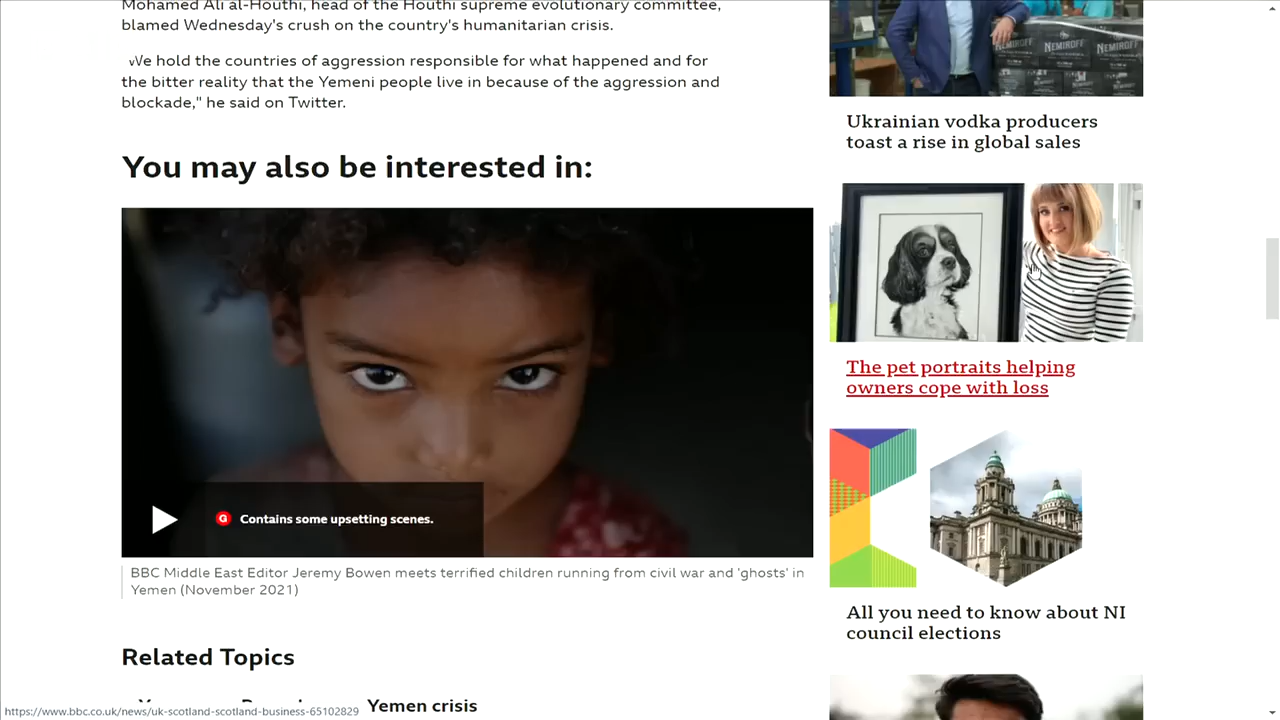 Mohamed Ali al-Houthi, head of the Houthi supreme evolutionary committee,
blamed Wednesday's crush on the country's humanitarian crisis.
We hold the countries of aggression responsible for what happened and for
the bitter reality that the Yemeni people live in because of the aggression and
blockade," he said on Twitter.
You may also be interested in:
Contains some upsetting scenes.
BBC Middle East Editor Jeremy Bowen meets terrified children running from civil war and 'ghosts' in
Yemen (November 2021)
Related Topics
Yemen crisis
NEMIROFF NEMIROFF NEMIROFF
Ukrainian vodka producers
toast a rise in global sales
The pet portraits helping
owners cope with loss
All you need to know about NI
council elections
https://www.bbc.co.uk/news/uk-scotland-scotland-business-65102829